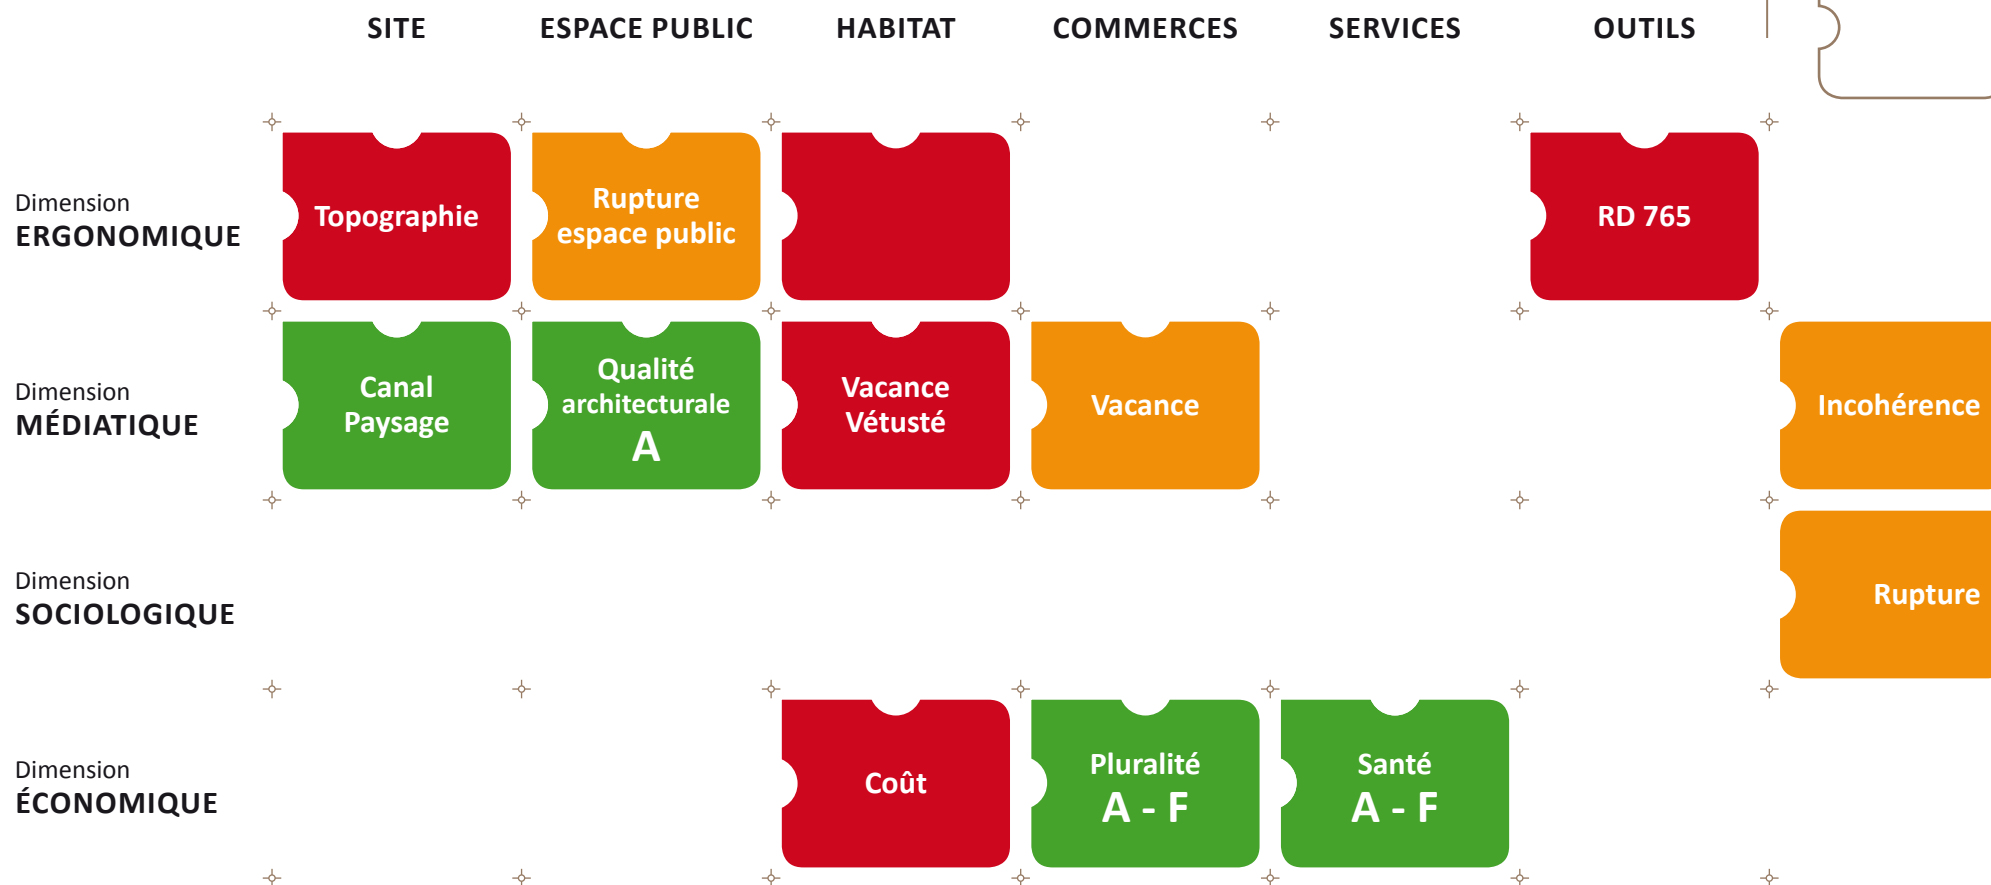 SITE ESPACE PUBLIC HABITAT COMMERCES SERVICES OUTILS
Dimension
ERGONOMIQUE
Topographie
Rupture
espace public
RD 765
Dimension
MÉDIATIQUE
Canal
Paysage
Qualité
architecturale
A
Vacance
Vétusté
Vacance
Incohérence
Dimension
SOCIOLOGIQUE
Rupture
Dimension
ÉCONOMIQUE
Coût
Pluralité
A - F
Santé
A - F